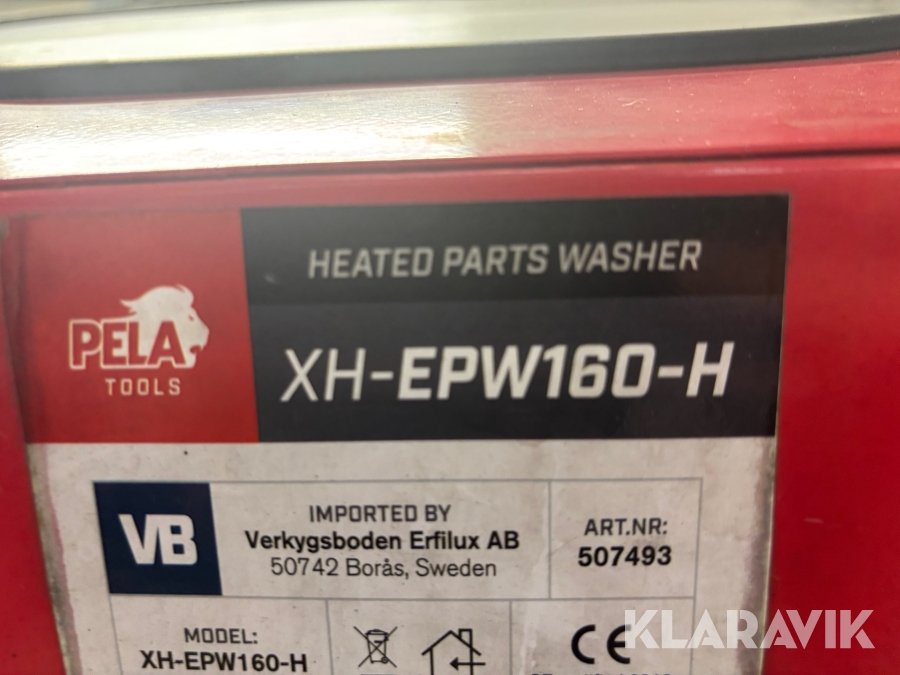 HEATED PARTS WASHER
PELA
TOOLS
XH-EPW160-H
VB
IMPORTED BY
Verkygsboden Erfilux AB
50742 Borås, Sweden
ART.NR:
507493
MODEL:
XH-EPW160-H
CE
KLARAVIK